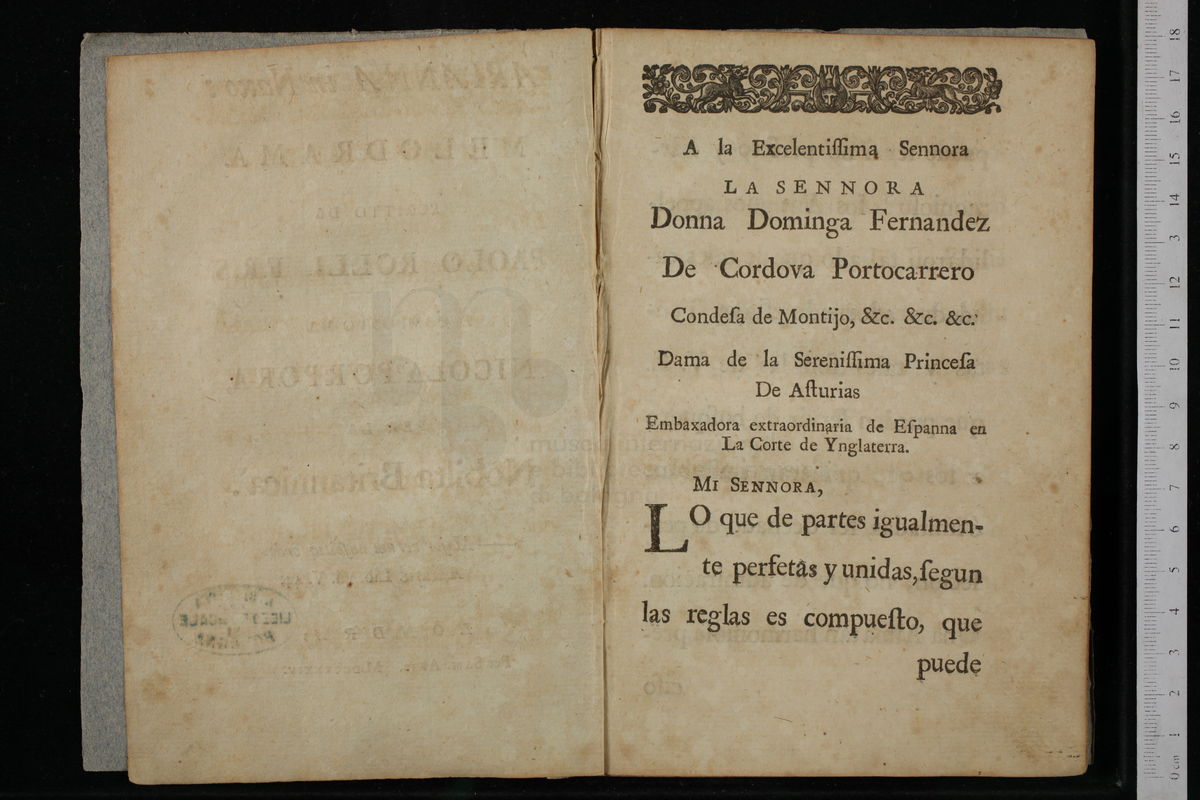 A la Excelentiſſima Sennora
LA SENNORA
Donna Dominga Fernandez
De Cordova Portocarrero
Condeſa de Montijo, &c. &c. &c.
Dama de la Sereniſſima Princeſa
De Aſturias
Embaxadora extraordinaria de Eſpanna en
La Corte de Ynglaterra.
MI SENNORA,
LO que de partes igualmen-
te perfetas y unidas, ſegun
las reglas es compueſto, que
puede